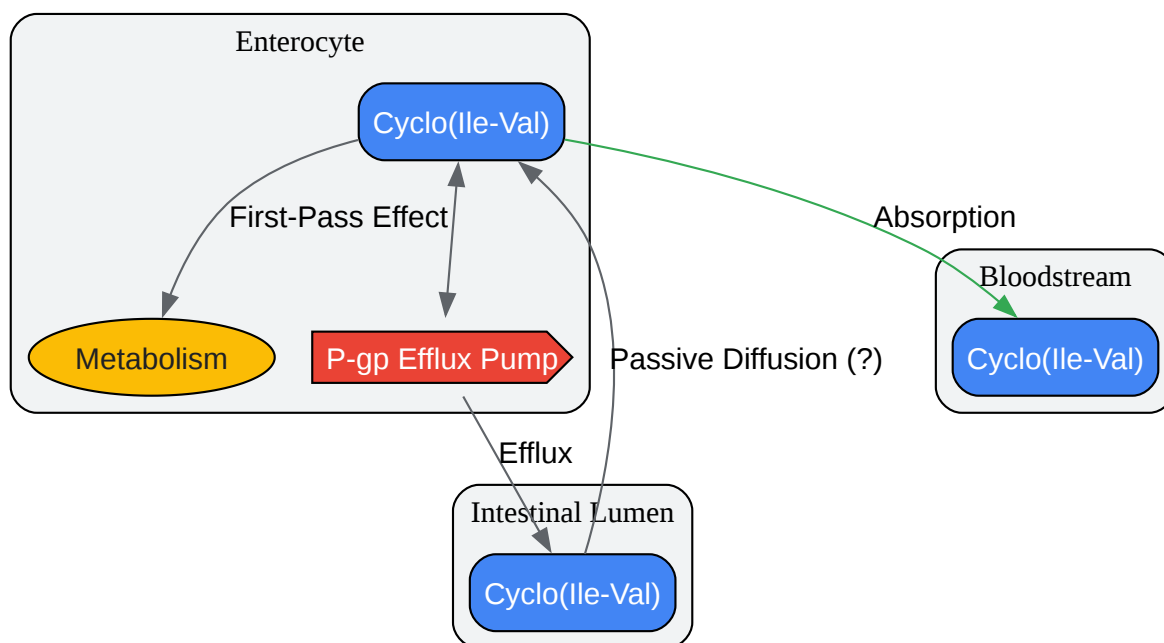 Enterocyte
Cyclo(Ile-Val)
First-Pass Effect
Absorption
Bloodstream
Metabolism
P-gp Efflux Pump
Passive Diffusion (?)
Cyclo(Ile-Val)
Efflux
Intestinal Lumen
Cyclo(Ile-Val)